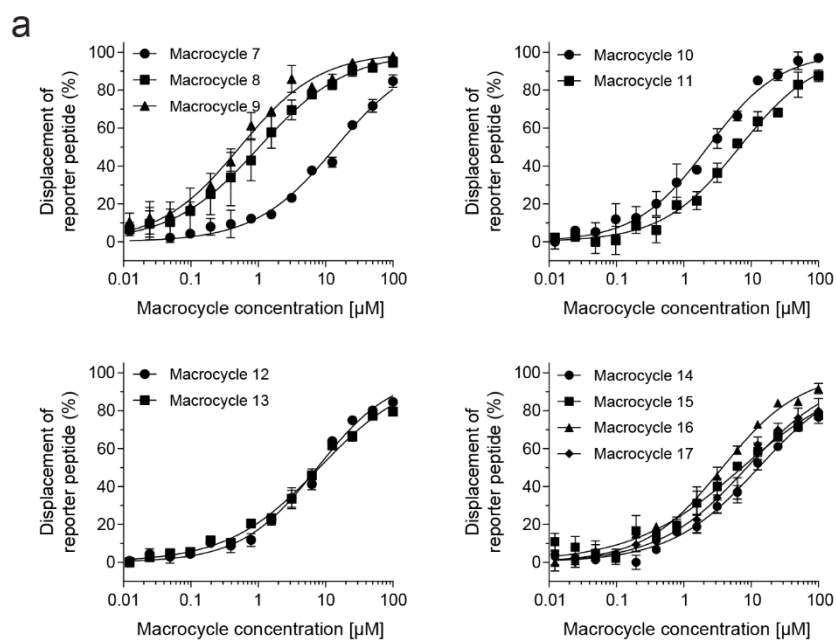 a
Displacement of
reporter peptide (%)
100
80
60
40
20
0
Macrocycle 7
Macrocycle 8
Macrocycle 9
0.01 0.1 1 10 100
Macrocycle concentration [µM]
Displacement of
reporter peptide (%)
100
80
60
40
20
0
Macrocycle 10
Macrocycle 11
0.01 0.1 1 10 100
Macrocycle concentration [µM]
Displacement of
reporter peptide (%)
100
80
60
40
20
0
Macrocycle 12
Macrocycle 13
0.01 0.1 1 10 100
Macrocycle concentration [µM]
Displacement of
reporter peptide (%)
100
80
60
40
20
0
Macrocycle 14
Macrocycle 15
Macrocycle 16
Macrocycle 17
0.01 0.1 1 10 100
Macrocycle concentration [µM]